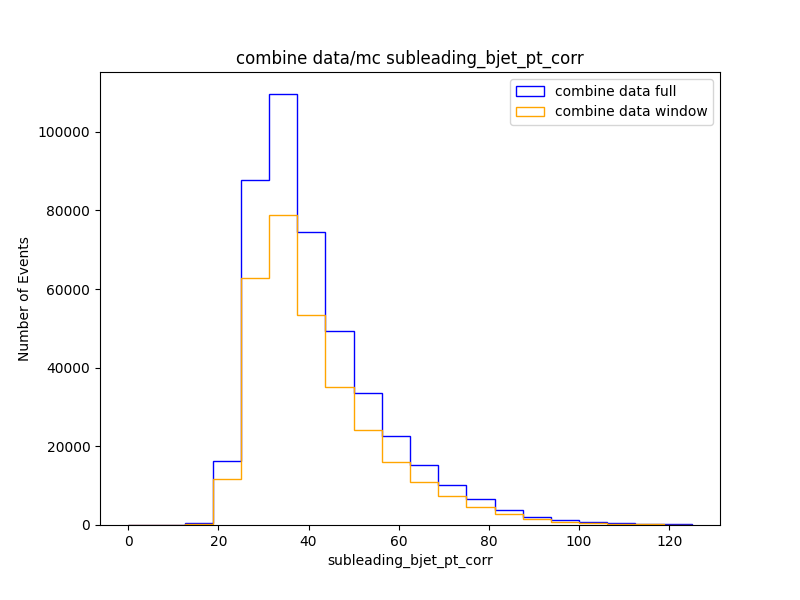 combine data/mc subleading_bjet_pt_corr
combine data full
combine data window
100000
80000
60000
40000
20000
0
Number of Events
0 20 40 60 80 100 120
subleading_bjet_pt_corr